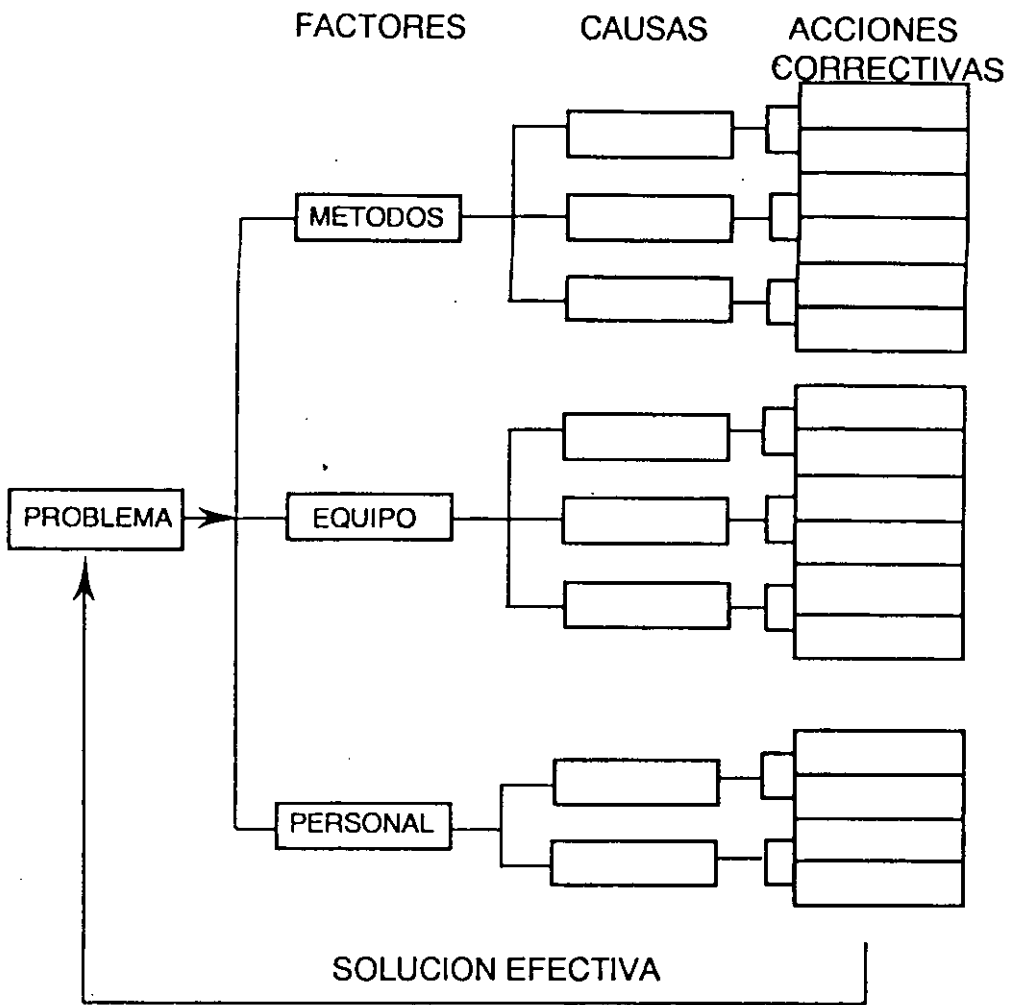 FACTORES
CAUSAS
ACCIONES
CORRECTIVAS
METODOS
PROBLEMA
EQUIPO
PERSONAL
SOLUCION EFECTIVA